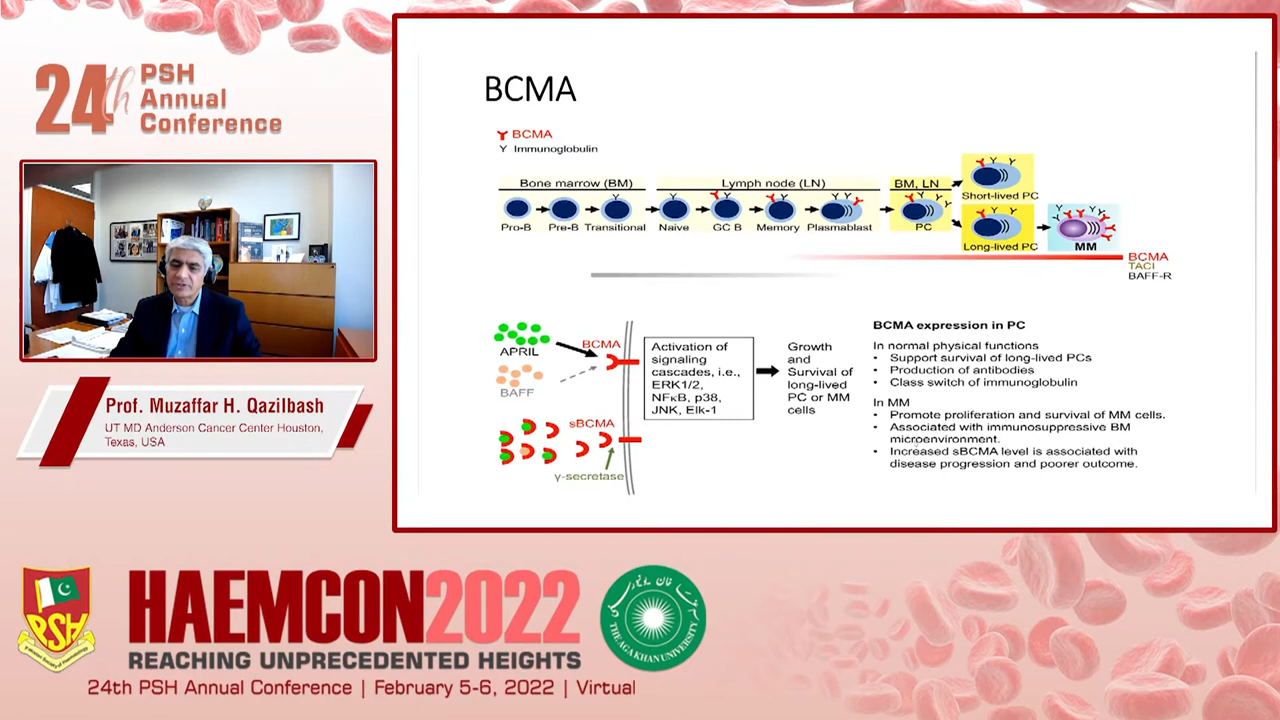 24th PSH
Annual
Conference
Prof. Muzaffar H. Qazilbash
UT MD Anderson Cancer Center Houston,
Texas, USA
BCMA
BCMA
Immunoglobulin
Bone marrow (BM)
Lymph node (LN)
BM, LN
Short-lived PC
Pro-B
Pre-B
Transitional
Naive
GC B
Memory
Plasmablast
PC
Long-lived PC
MM
BCMA
TACI
BAFF-R
APRIL
BAFF
BCMA
sBCMA
γ-secretase
Activation of
signaling
cascades, i.e.,
ERK1/2,
NFκB, p38,
JNK, Elk-1
Growth
and
Survival of
long-lived
PC or MM
cells
BCMA expression in PC
In normal physical functions
• Support survival of long-lived PCs
• Production of antibodies
• Class switch of immunoglobulin
In MM
• Promote proliferation and survival of MM cells.
• Associated with immunosuppressive BM
microenvironment.
• Increased sBCMA level is associated with
disease progression and poorer outcome.
PSH
HAEMCON2022
REACHING UNPRECEDENTED HEIGHTS
24th PSH Annual Conference | February 5-6, 2022 | Virtual
THE AGA KHAN UNIVERSITY